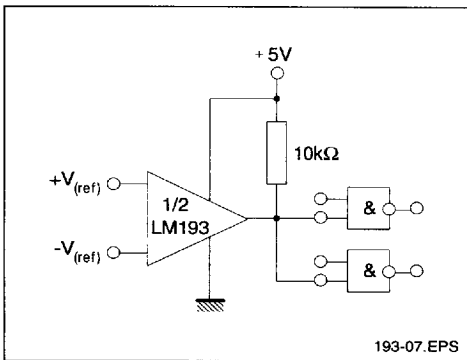 + 5V
10kΩ
+V(ref)
1/2
LM193
-V(ref)
&
&
193-07.EPS